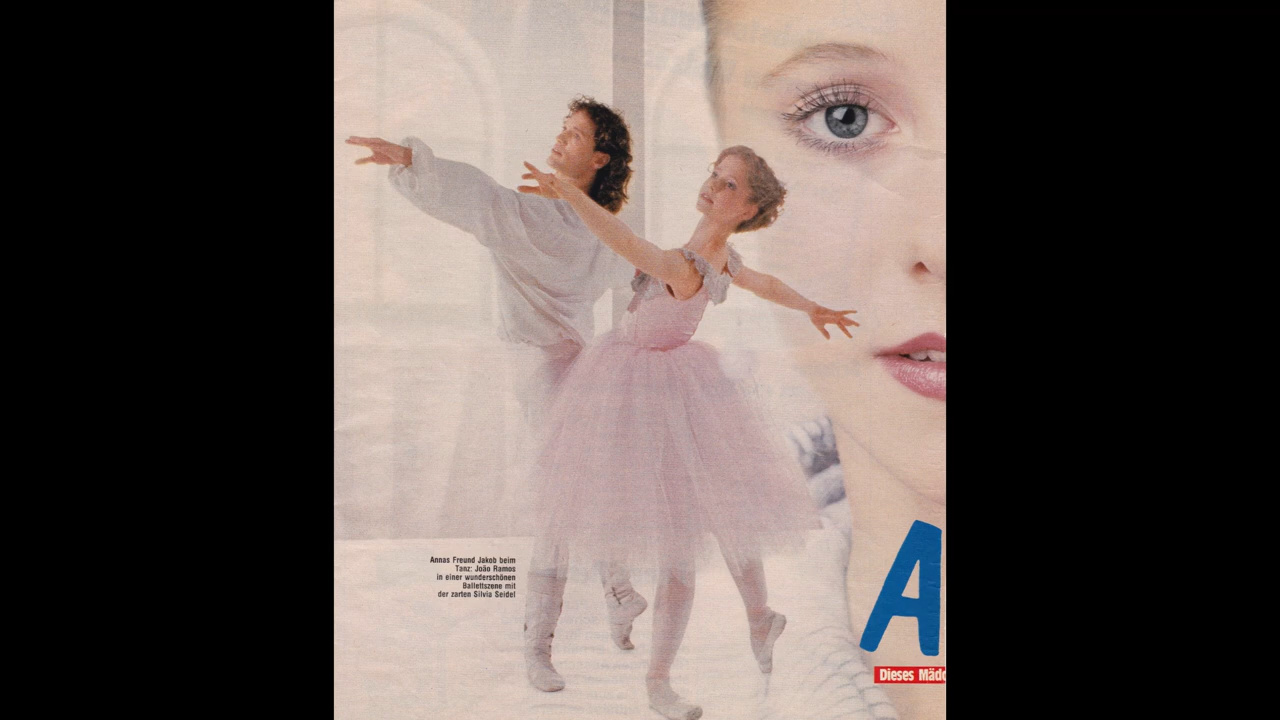 Annas Freund Jakob beim
Tanz: João Ramos
in einer wunderschönen
Ballettszene mit
der zarten Silvia Seidel
A
Dieses Mäd